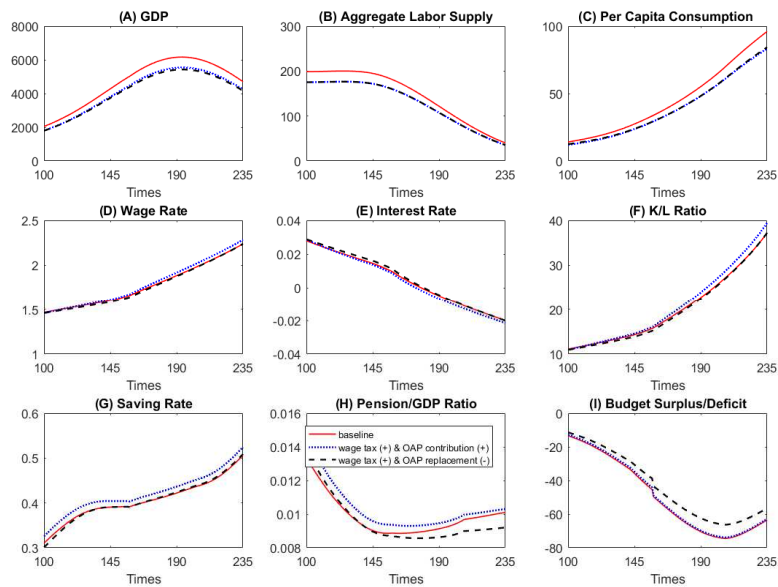 (A) GDP
8000
6000
4000
2000
0
100 145 190 235
Times
(B) Aggregate Labor Supply
300
200
100
0
100 145 190 235
Times
(C) Per Capita Consumption
100
50
0
100 145 190 235
Times
(D) Wage Rate
2.5
2
1.5
1
100 145 190 235
Times
(E) Interest Rate
0.04
0.02
0
-0.02
-0.04
100 145 190 235
Times
(F) K/L Ratio
40
30
20
10
100 145 190 235
Times
(G) Saving Rate
0.6
0.5
0.4
0.3
100 145 190 235
Times
(H) Pension/GDP Ratio
0.016
0.014
0.012
0.01
0.008
baseline
wage tax (+) & OAP contribution (+)
wage tax (+) & OAP replacement (-)
100 145 190 235
Times
(I) Budget Surplus/Deficit
0
-20
-40
-60
-80
100 145 190 235
Times